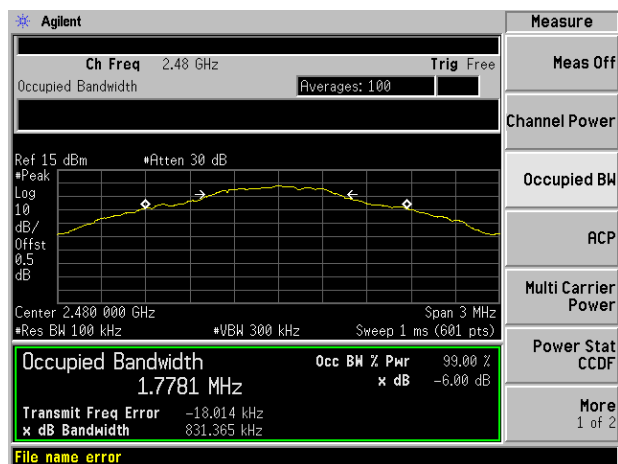 Agilent
Measure
Ch Freq 2.48 GHz Trig Free
Occupied Bandwidth Averages: 100
Meas Off
Channel Power
Occupied BW
ACP
Multi Carrier
Power
Power Stat
CCDF
More
1 of 2
Ref 15 dBm #Atten 30 dB
#Peak
Log
10
dB/
Offst
0.5
dB
Center 2.480 000 GHz Span 3 MHz
#Res BW 100 kHz #VBW 300 kHz Sweep 1 ms (601 pts)
Occupied Bandwidth Occ BW % Pwr 99.00 %
1.7781 MHz x dB -6.00 dB
Transmit Freq Error -18.014 kHz
x dB Bandwidth 831.365 kHz
File name error